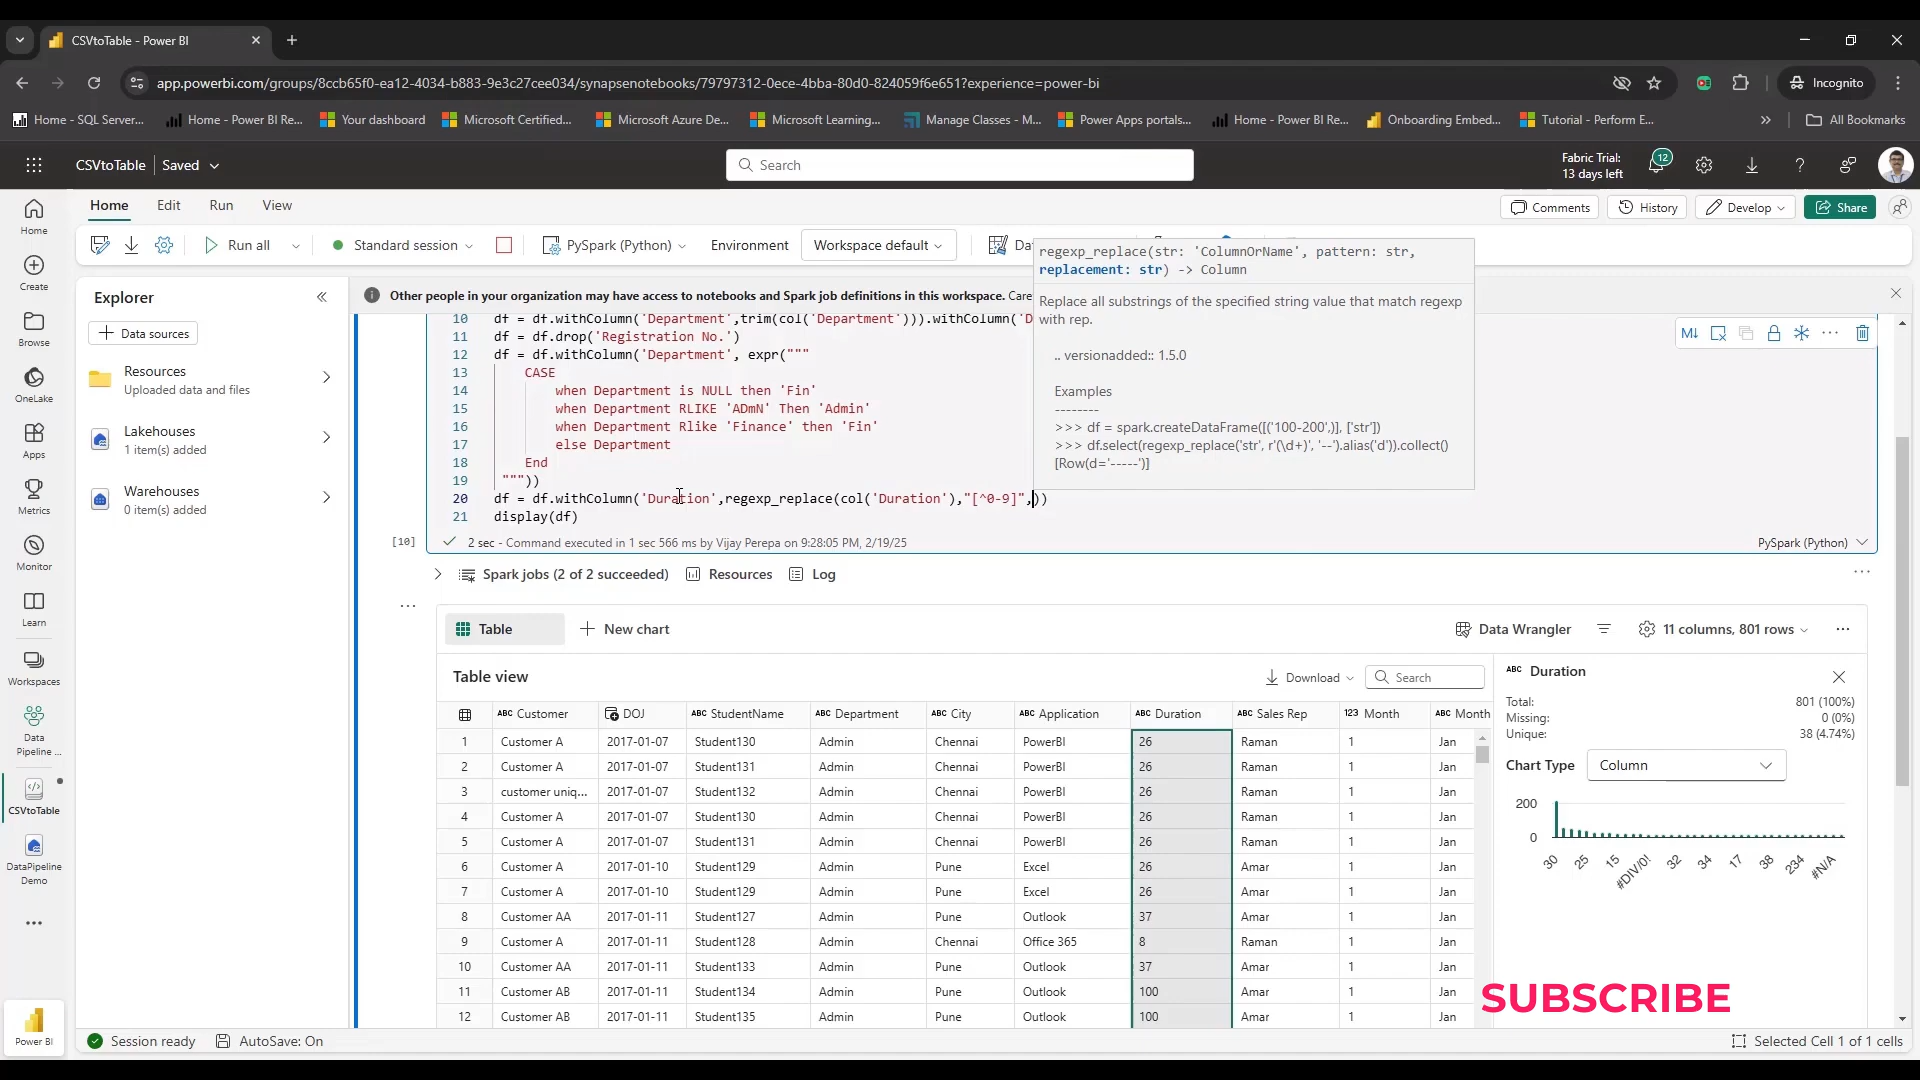 CSVtoTable - Power BI
app.powerbi.com/groups/8ccb65f0-ea12-4034-b883-9e3c27cee034/synapsenotebooks/79797312-0ece-4bba-80d0-824059f6e651?experience=power-bi
Incognito
Home - SQL Server...
Home - Power BI Re...
Your dashboard
Microsoft Certified...
Microsoft Azure De...
Microsoft Learning...
Manage Classes - M...
Power Apps portals...
Home - Power BI Re...
Onboarding Embed...
Tutorial - Perform E...
All Bookmarks
CSVtoTable Saved
Search
Fabric Trial:
13 days left
12
Home Edit Run View
Comments History Develop Share
Run all Standard session PySpark (Python) Environment Workspace default
regexp_replace(str: 'ColumnOrName', pattern: str,
replacement: str) -> Column
Replace all substrings of the specified string value that match regexp
with rep.
.. versionadded:: 1.5.0
Examples
--------
>>> df = spark.createDataFrame([('100-200',)], ['str'])
>>> df.select(regexp_replace('str', r'(\d+)', '--').alias('d')).collect()
[Row(d='-----')]
Home
Create
Browse
OneLake
Apps
Metrics
Monitor
Learn
Workspaces
Data
Pipeline ...
CSVtoTable
DataPipeline
Demo
Power BI
Explorer
Data sources
Resources
Uploaded data and files
Lakehouses
1 item(s) added
Warehouses
0 item(s) added
Other people in your organization may have access to notebooks and Spark job definitions in this workspace. Care
10 df = df.withColumn('Department',trim(col('Department'))).withColumn('D
11 df = df.drop('Registration No.')
12 df = df.withColumn('Department', expr("""
13 CASE
14 when Department is NULL then 'Fin'
15 when Department RLIKE 'ADmN' Then 'Admin'
16 when Department Rlike 'Finance' then 'Fin'
17 else Department
18 End
19 """))
20 df = df.withColumn('Duration',regexp_replace(col('Duration'),"[^0-9]",))
21 display(df)
[10] 2 sec - Command executed in 1 sec 566 ms by Vijay Perepa on 9:28:05 PM, 2/19/25
PySpark (Python)
Spark jobs (2 of 2 succeeded) Resources Log
Table New chart
Data Wrangler 11 columns, 801 rows
Table view
Download Search
ABC Customer DOJ ABC StudentName ABC Department ABC City ABC Application ABC Duration ABC Sales Rep 123 Month ABC Month
1 Customer A 2017-01-07 Student130 Admin Chennai PowerBI 26 Raman 1 Jan
2 Customer A 2017-01-07 Student131 Admin Chennai PowerBI 26 Raman 1 Jan
3 customer uniq... 2017-01-07 Student132 Admin Chennai PowerBI 26 Raman 1 Jan
4 Customer A 2017-01-07 Student130 Admin Chennai PowerBI 26 Raman 1 Jan
5 Customer A 2017-01-07 Student131 Admin Chennai PowerBI 26 Raman 1 Jan
6 Customer A 2017-01-10 Student129 Admin Pune Excel 26 Amar 1 Jan
7 Customer A 2017-01-10 Student129 Admin Pune Excel 26 Amar 1 Jan
8 Customer AA 2017-01-11 Student127 Admin Pune Outlook 37 Amar 1 Jan
9 Customer A 2017-01-11 Student128 Admin Chennai Office 365 8 Raman 1 Jan
10 Customer AA 2017-01-11 Student133 Admin Pune Outlook 37 Amar 1 Jan
11 Customer AB 2017-01-11 Student134 Admin Pune Outlook 100 Amar 1 Jan
12 Customer AB 2017-01-11 Student135 Admin Pune Outlook 100 Amar 1 Jan
ABC Duration
Total: 801 (100%)
Missing: 0 (0%)
Unique: 38 (4.74%)
Chart Type Column
200
0
30 25 15 #DIV/0! 32 34 17 38 234 #N/A
SUBSCRIBE
Session ready AutoSave: On
Selected Cell 1 of 1 cells